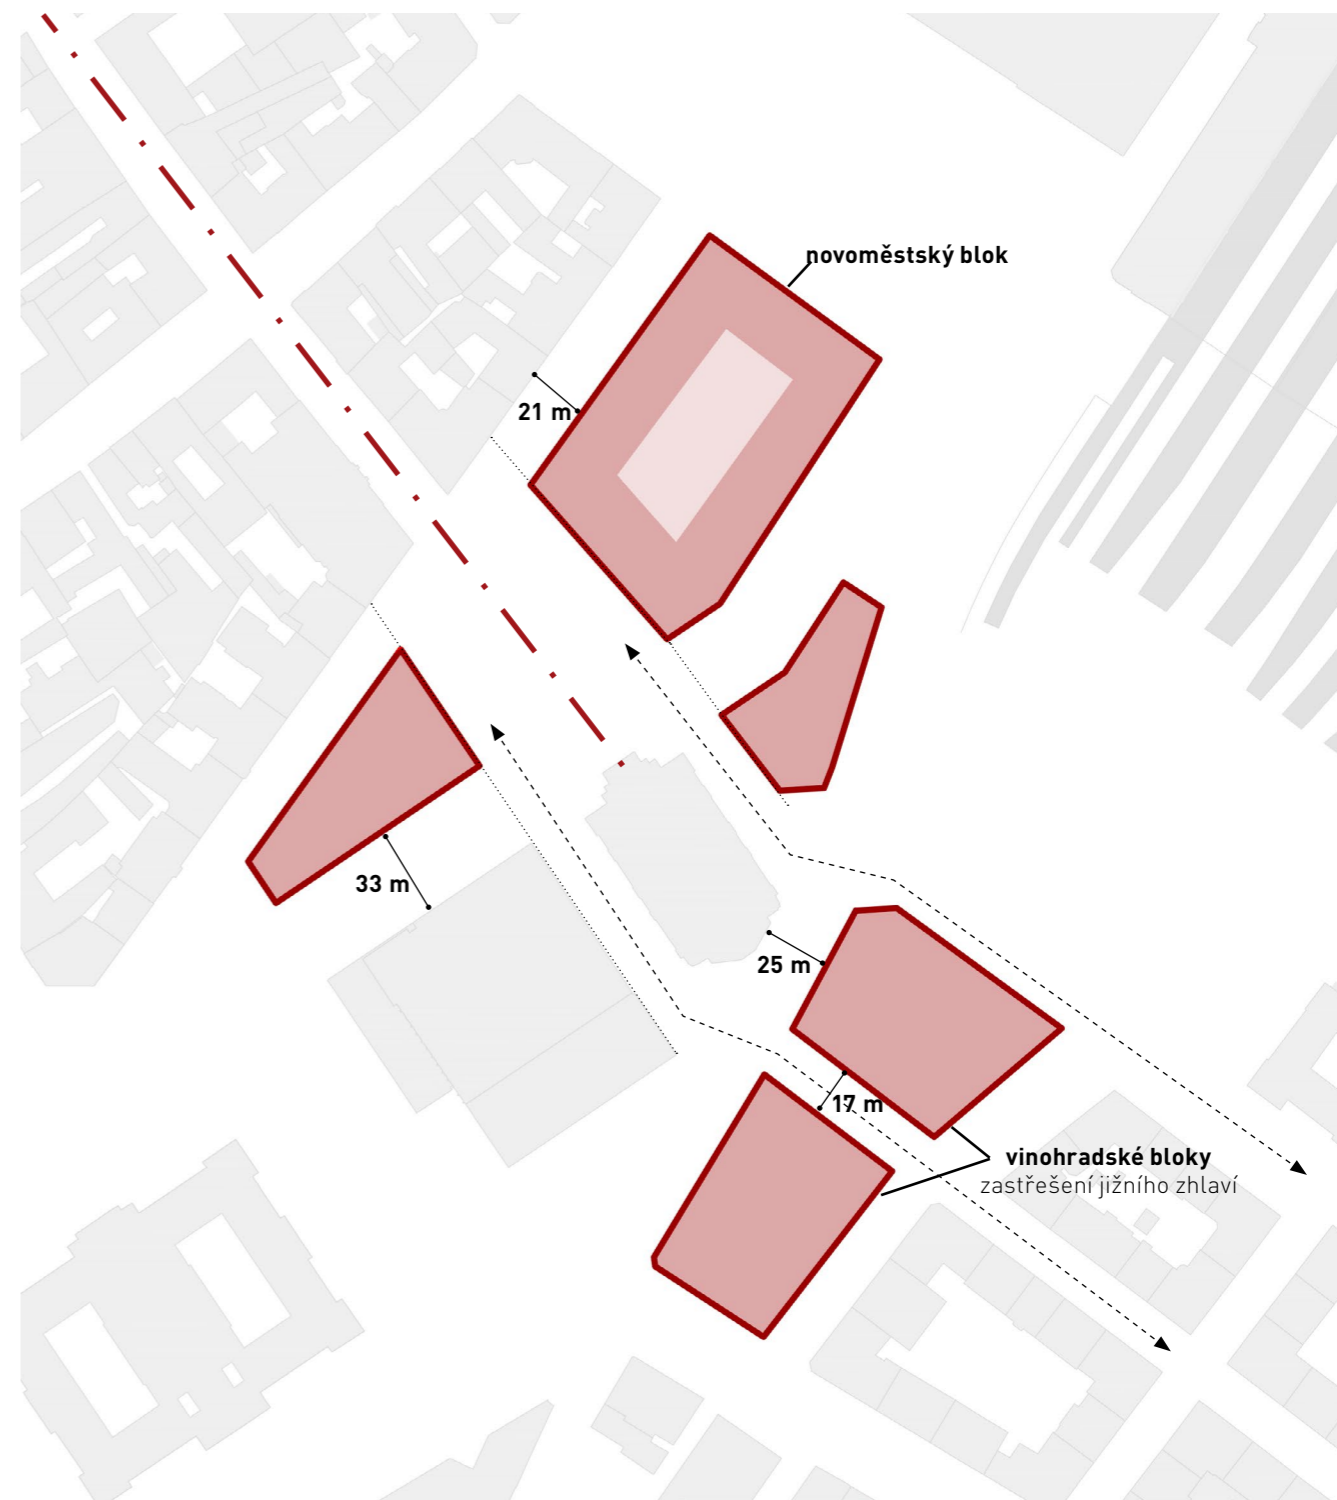 novoměstský blok
21 m
33 m
25 m
17 m
vinohradské bloky
zastřešení jižního zhlaví